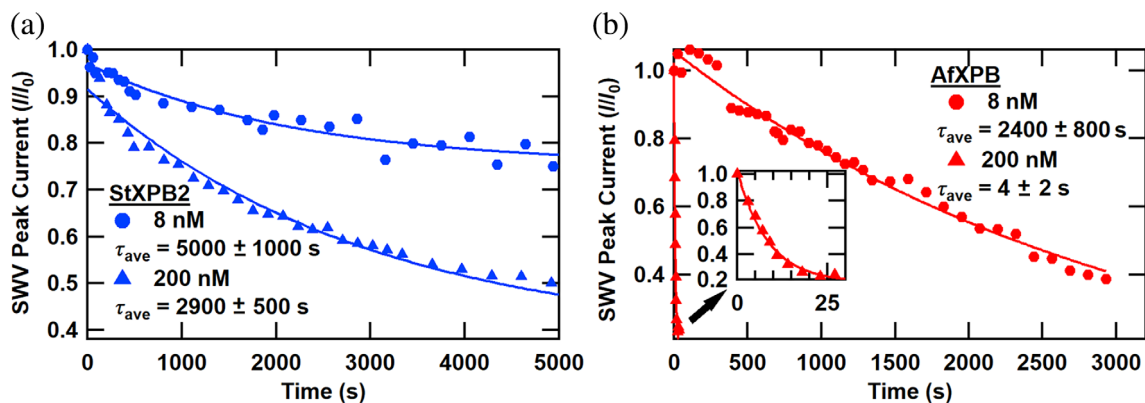 (a)
SWV Peak Current (I/I0)
1.0
0.9
0.8
0.7
0.6
0.5
0.4
StXPB2
8 nM
τave = 5000 ± 1000 s
200 nM
τave = 2900 ± 500 s
0 1000 2000 3000 4000 5000
Time (s)
(b)
SWV Peak Current (I/I0)
1.0
0.8
0.6
0.4
AfXPB
8 nM
τave = 2400 ± 800 s
200 nM
τave = 4 ± 2 s
1.0
0.8
0.6
0.4
0.2
0 25
0 500 1000 1500 2000 2500 3000
Time (s)